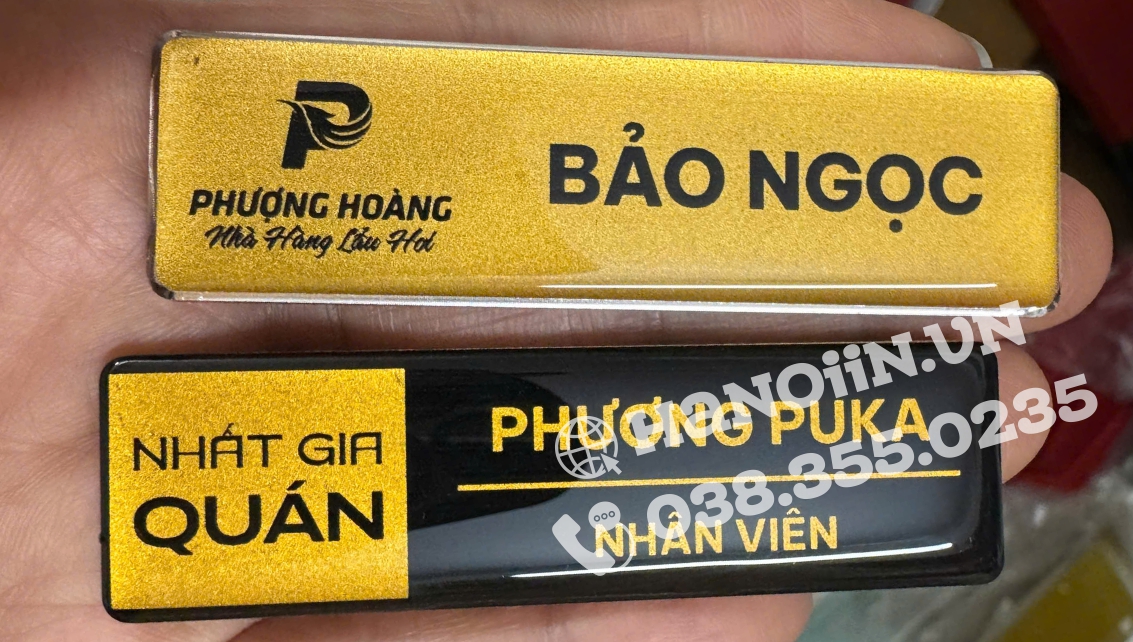 P
PHƯỢNG HOÀNG
Nhà Hàng Lẩu Hơi
BẢO NGỌC
NHẤT GIA
QUÁN
PHƯƠNG PUKA
NHÂN VIÊN
HaNOiiN.VN
038.355.0235